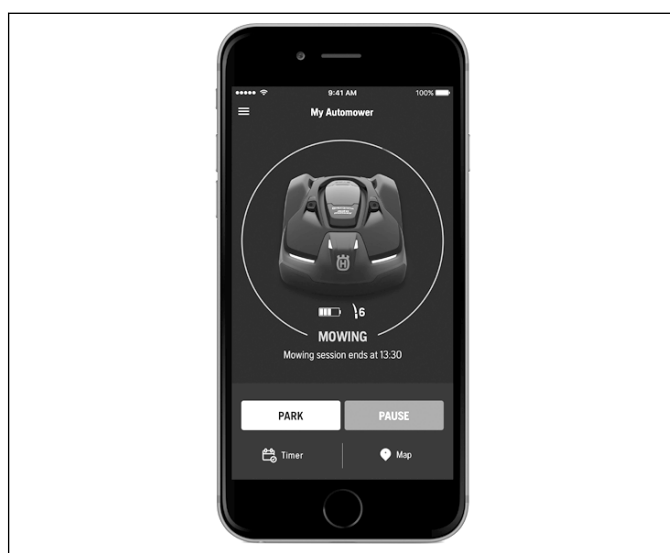 9:41 AM
100%
My Automower
6
MOWING
Mowing session ends at 13:30
PARK
PAUSE
Timer
Map